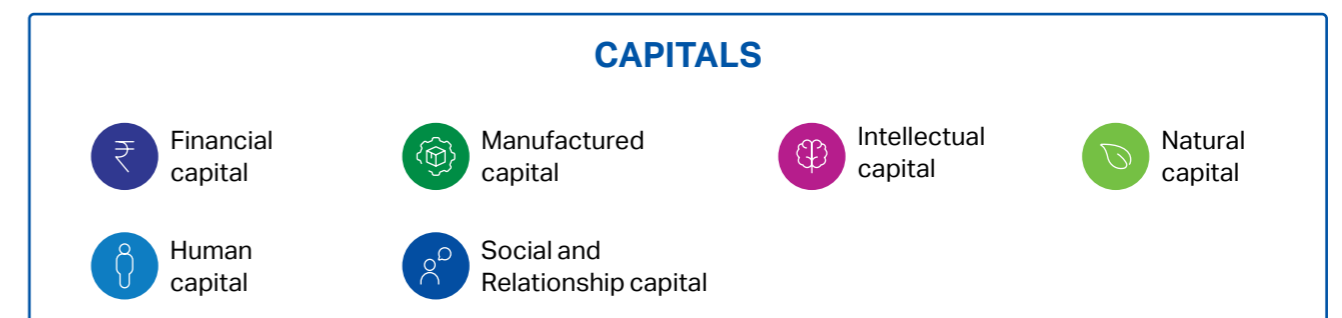 CAPITALS
Financial
capital
Manufactured
capital
Intellectual
capital
Natural
capital
Human
capital
Social and
Relationship capital